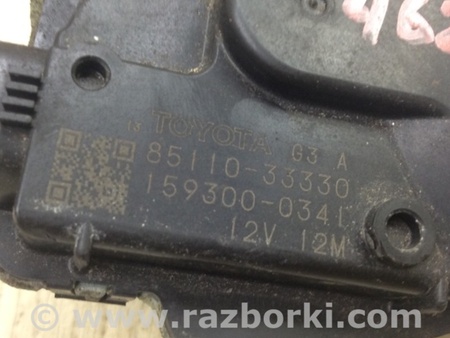 TOYOTA G3 A
85110-33330
159300-0341
12V 12M
© - www.razborki.com